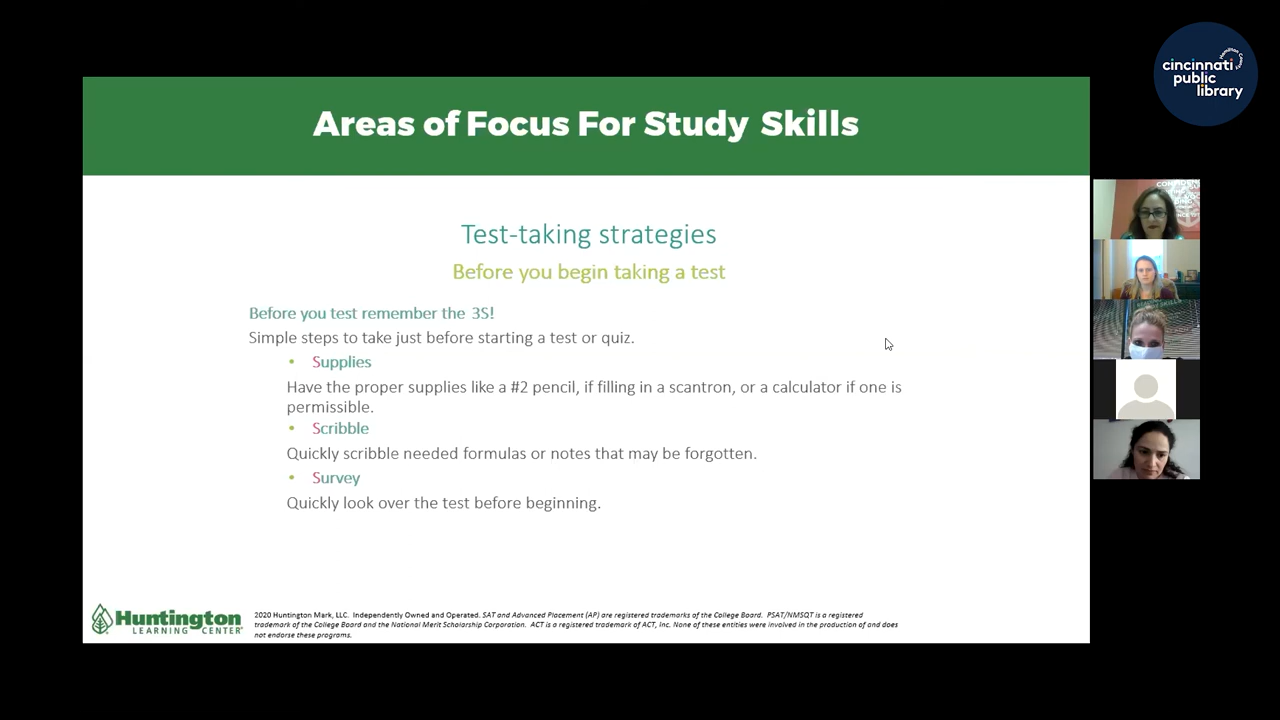 Areas of Focus For Study Skills
Test-taking strategies
Before you begin taking a test
Before you test remember the 3S!
Simple steps to take just before starting a test or quiz.
• Supplies
Have the proper supplies like a #2 pencil, if filling in a scantron, or a calculator if one is
permissible.
• Scribble
Quickly scribble needed formulas or notes that may be forgotten.
• Survey
Quickly look over the test before beginning.
Huntington
LEARNING CENTER
2020 Huntington Mark, LLC. Independently Owned and Operated. SAT and Advanced Placement (AP) are registered trademarks of the College Board. PSAT/NMSQT is a registered
trademark of the College Board and the National Merit Scholarship Corporation. ACT is a registered trademark of ACT, Inc. None of these entities were involved in the production of and does
not endorse these programs.
cincinnati
public
library